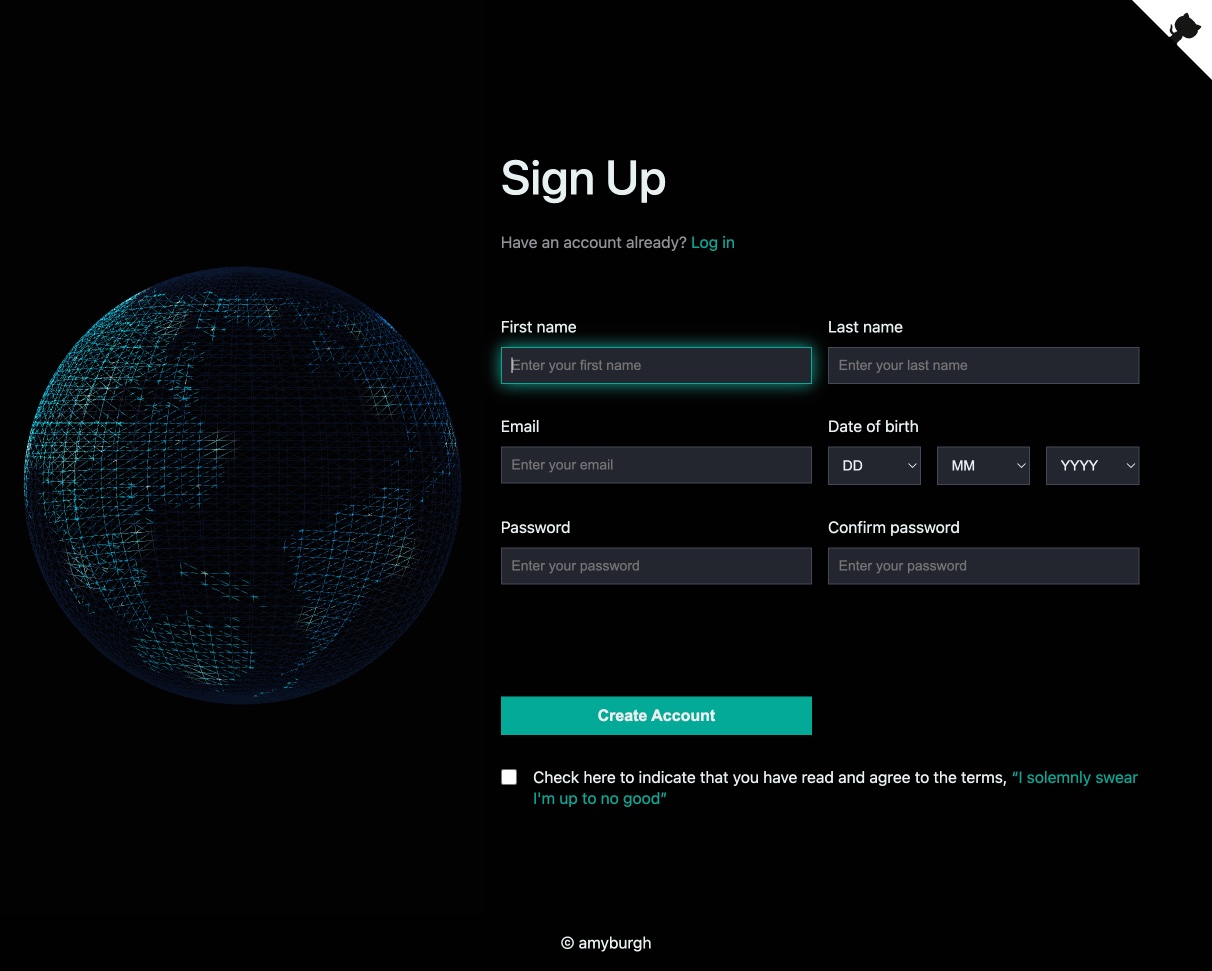 Sign Up
Have an account already? Log in
First name
Last name
Enter your first name
Enter your last name
Email
Date of birth
Enter your email
DD
MM
YYYY
Password
Confirm password
Enter your password
Enter your password
Create Account
Check here to indicate that you have read and agree to the terms, “I solemnly swear
I'm up to no good”
© amyburgh